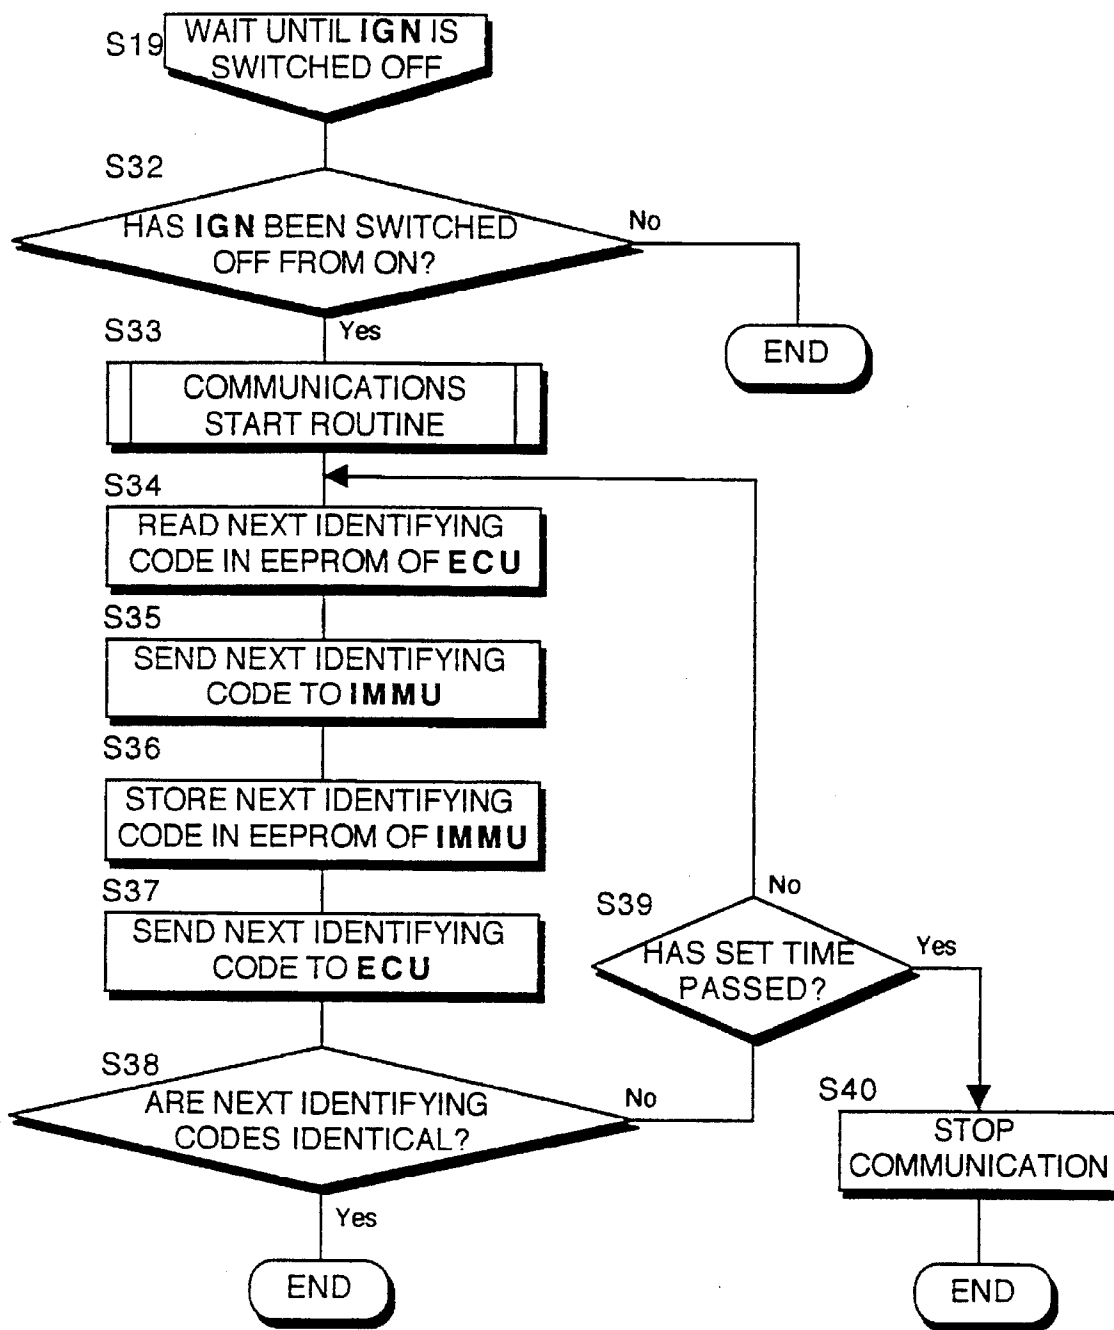 S19
WAIT UNTIL IGN IS
SWITCHED OFF
S32
HAS IGN BEEN SWITCHED
OFF FROM ON?
No
END
Yes
S33
COMMUNICATIONS
START ROUTINE
S34
READ NEXT IDENTIFYING
CODE IN EEPROM OF ECU
S35
SEND NEXT IDENTIFYING
CODE TO IMMU
S36
STORE NEXT IDENTIFYING
CODE IN EEPROM OF IMMU
S37
SEND NEXT IDENTIFYING
CODE TO ECU
S38
ARE NEXT IDENTIFYING
CODES IDENTICAL?
No
Yes
END
S39
HAS SET TIME
PASSED?
No
Yes
S40
STOP
COMMUNICATION
END